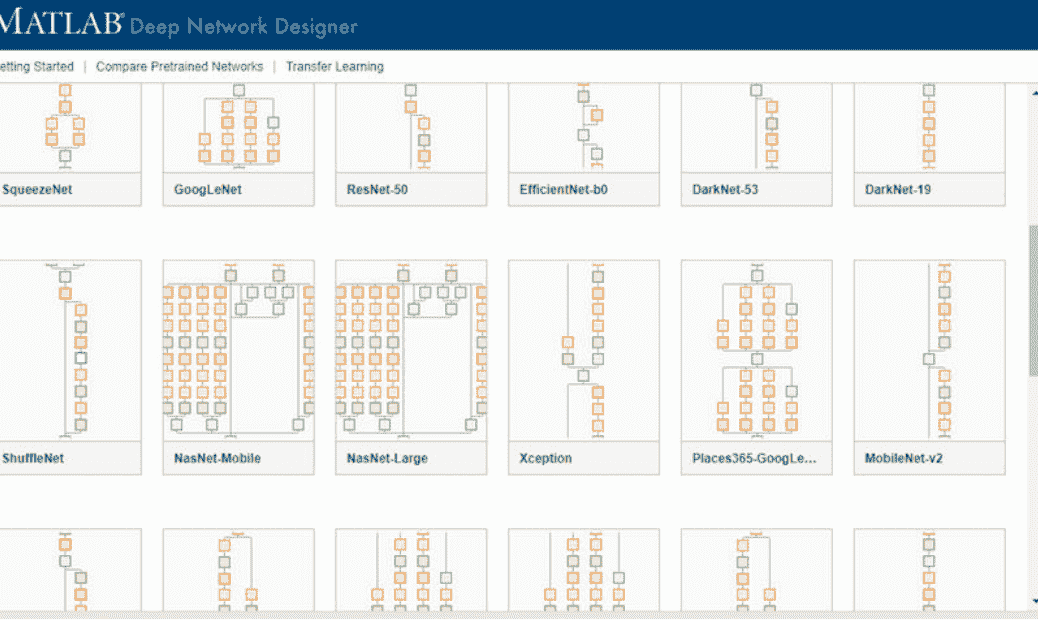 MATLAB® Deep Network Designer
etting Started | Compare Pretrained Networks | Transfer Learning
SqueezeNet GoogLeNet ResNet-50 EfficientNet-b0 DarkNet-53 DarkNet-19
ShuffleNet NasNet-Mobile NasNet-Large Xception Places365-GoogLe... MobileNet-v2